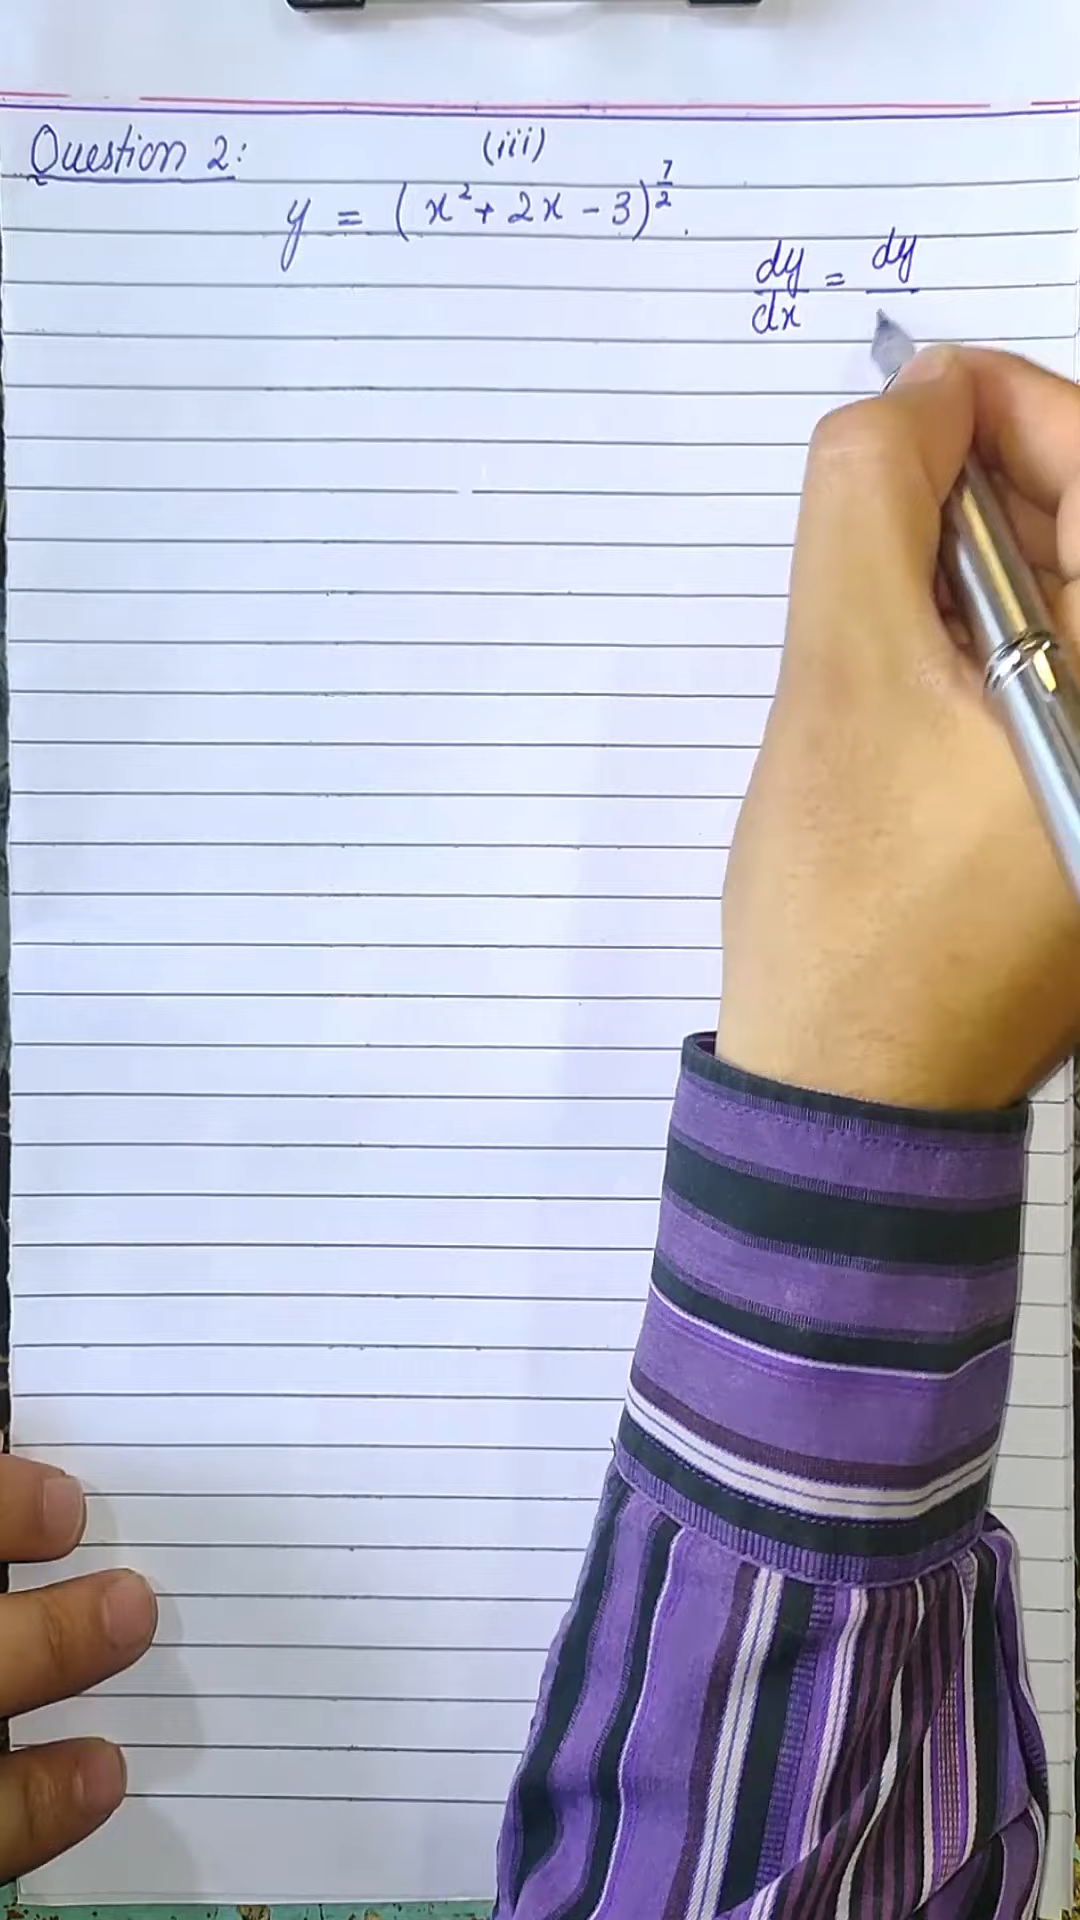 Question 2: (iii)
y = (x² + 2x - 3)^{7/2}.
dy/dx = dy/